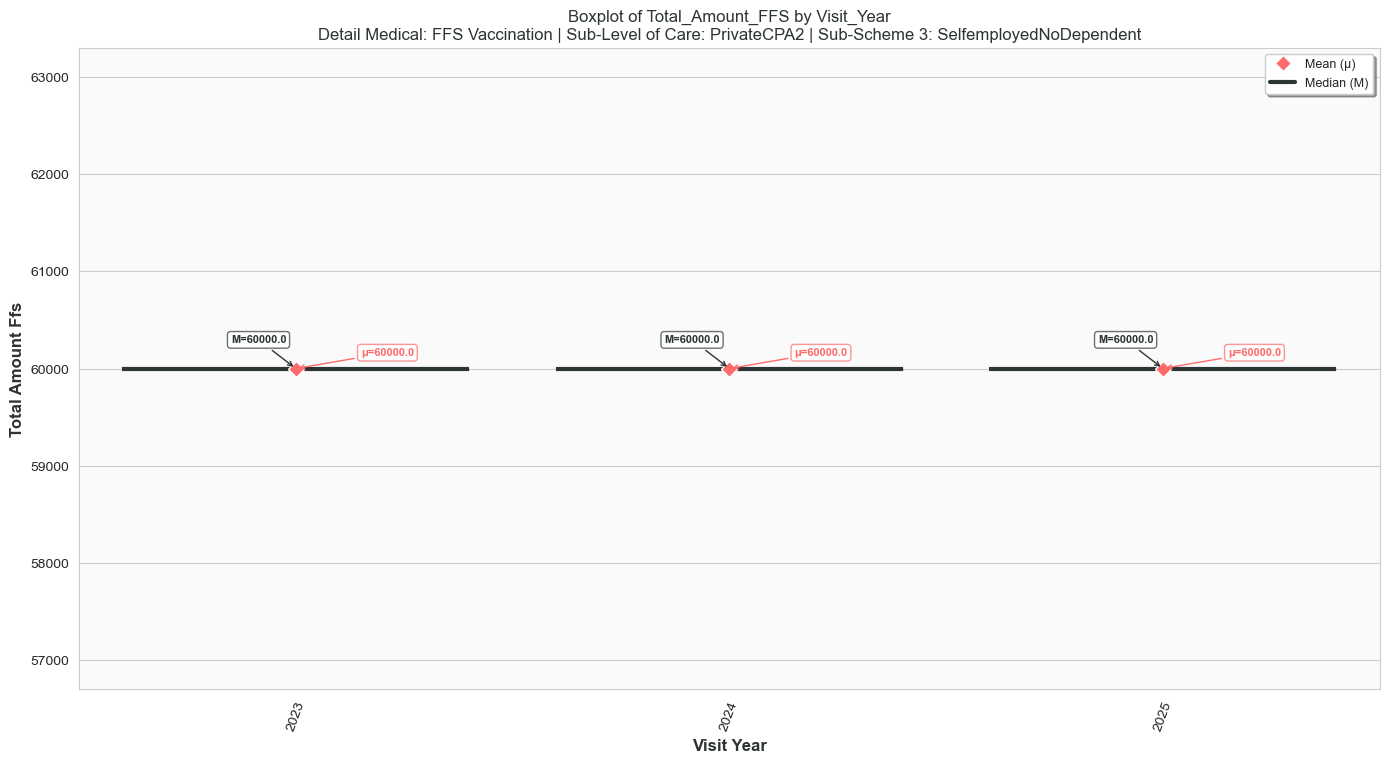 Boxplot of Total_Amount_FFS by Visit_Year
Detail Medical: FFS Vaccination | Sub-Level of Care: PrivateCPA2 | Sub-Scheme 3: SelfemployedNoDependent
Mean (μ)
Median (M)
Total Amount Ffs
63000
62000
61000
60000
59000
58000
57000
M=60000.0
μ=60000.0
M=60000.0
μ=60000.0
M=60000.0
μ=60000.0
2023
2024
2025
Visit Year